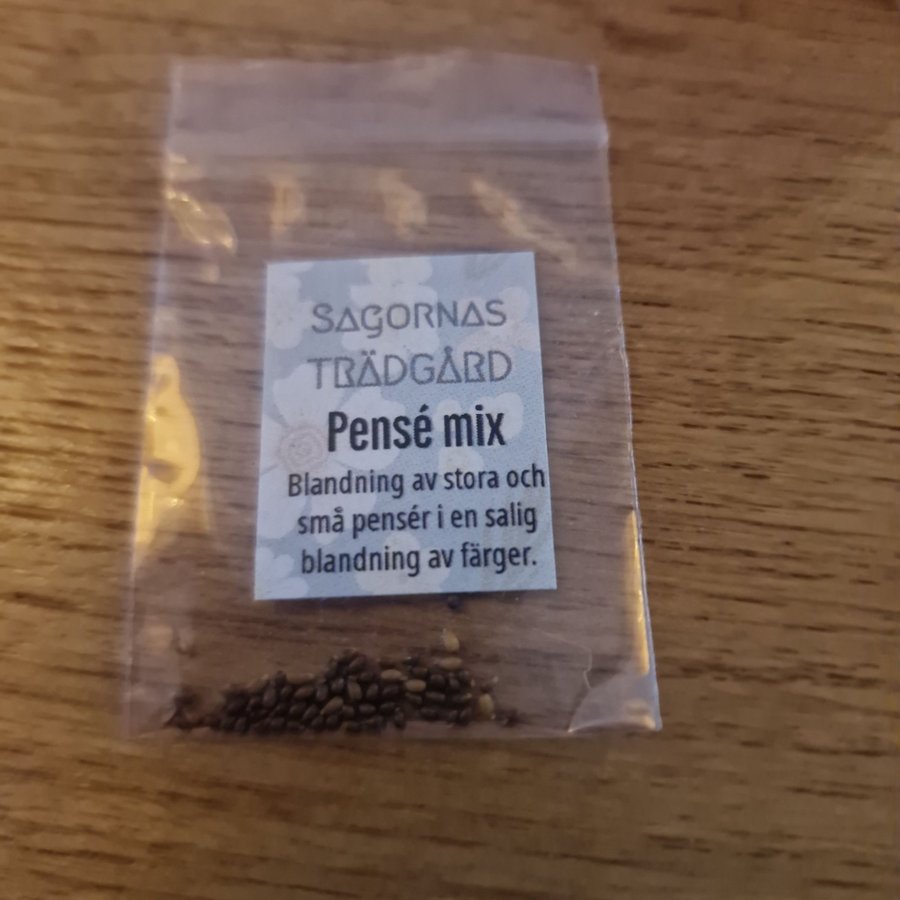 SAGORNAS
TRÄDGÅRD
Pensé mix
Blandning av stora och
små pensér i en salig
blandning av färger.